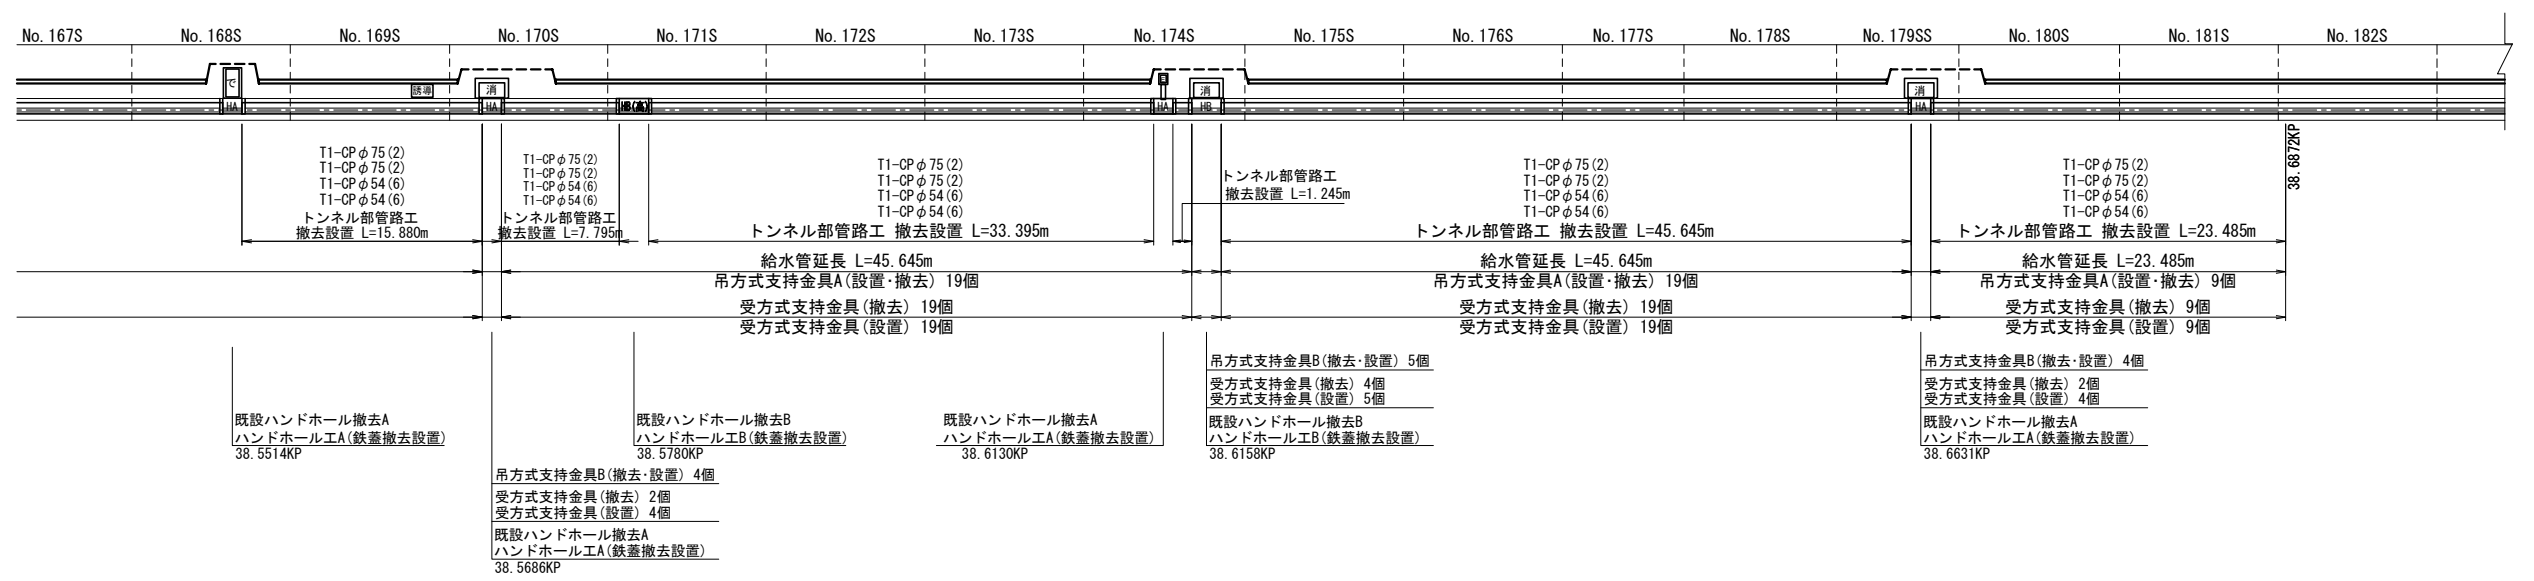 No. 167S
No. 168S
No. 169S
No. 170S
No. 171S
No. 172S
No. 173S
No. 174S
No. 175S
No. 176S
No. 177S
No. 178S
No. 179SS
No. 180S
No. 181S
No. 182S
で
HA
誘導
消
HA
HB(高)
HA
消
HB
消
HA
T1-CPφ75(2)
T1-CPφ75(2)
T1-CPφ54(6)
T1-CPφ54(6)
トンネル部管路工
撤去設置 L=15.880m
T1-CPφ75(2)
T1-CPφ75(2)
T1-CPφ54(6)
T1-CPφ54(6)
トンネル部管路工
撤去設置 L=7.795m
T1-CPφ75(2)
T1-CPφ75(2)
T1-CPφ54(6)
T1-CPφ54(6)
トンネル部管路工 撤去設置 L=33.395m
トンネル部管路工
撤去設置 L=1.245m
T1-CPφ75(2)
T1-CPφ75(2)
T1-CPφ54(6)
T1-CPφ54(6)
トンネル部管路工 撤去設置 L=45.645m
T1-CPφ75(2)
T1-CPφ75(2)
T1-CPφ54(6)
T1-CPφ54(6)
トンネル部管路工 撤去設置 L=23.485m
38.6872KP
給水管延長 L=45.645m
吊方式支持金具A(設置・撤去) 19個
受方式支持金具(撤去) 19個
受方式支持金具(設置) 19個
給水管延長 L=45.645m
吊方式支持金具A(設置・撤去) 19個
受方式支持金具(撤去) 19個
受方式支持金具(設置) 19個
給水管延長 L=23.485m
吊方式支持金具A(設置・撤去) 9個
受方式支持金具(撤去) 9個
受方式支持金具(設置) 9個
既設ハンドホール撤去A
ハンドホール工A(鉄蓋撤去設置)
38.5514KP
吊方式支持金具B(撤去・設置) 4個
受方式支持金具(撤去) 2個
受方式支持金具(設置) 4個
既設ハンドホール撤去A
ハンドホール工A(鉄蓋撤去設置)
38.5686KP
既設ハンドホール撤去B
ハンドホール工B(鉄蓋撤去設置)
38.5780KP
既設ハンドホール撤去A
ハンドホール工A(鉄蓋撤去設置)
38.6130KP
吊方式支持金具B(撤去・設置) 5個
受方式支持金具(撤去) 4個
受方式支持金具(設置) 5個
既設ハンドホール撤去B
ハンドホール工B(鉄蓋撤去設置)
38.6158KP
吊方式支持金具B(撤去・設置) 4個
受方式支持金具(撤去) 2個
受方式支持金具(設置) 4個
既設ハンドホール撤去A
ハンドホール工A(鉄蓋撤去設置)
38.6631KP